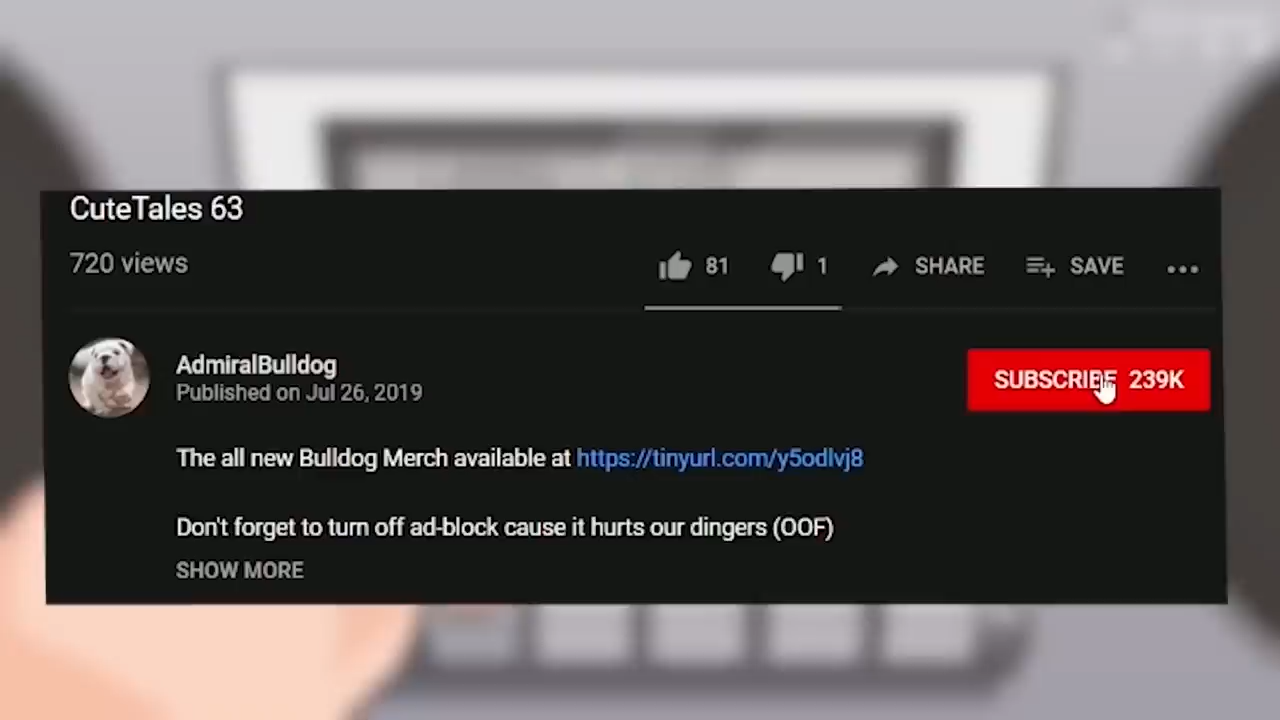 CuteTales 63
720 views
81
1
SHARE
SAVE
AdmiralBulldog
Published on Jul 26, 2019
SUBSCRIBE 239K
The all new Bulldog Merch available at https://tinyurl.com/y5odlvj8
Don't forget to turn off ad-block cause it hurts our dingers (OOF)
SHOW MORE